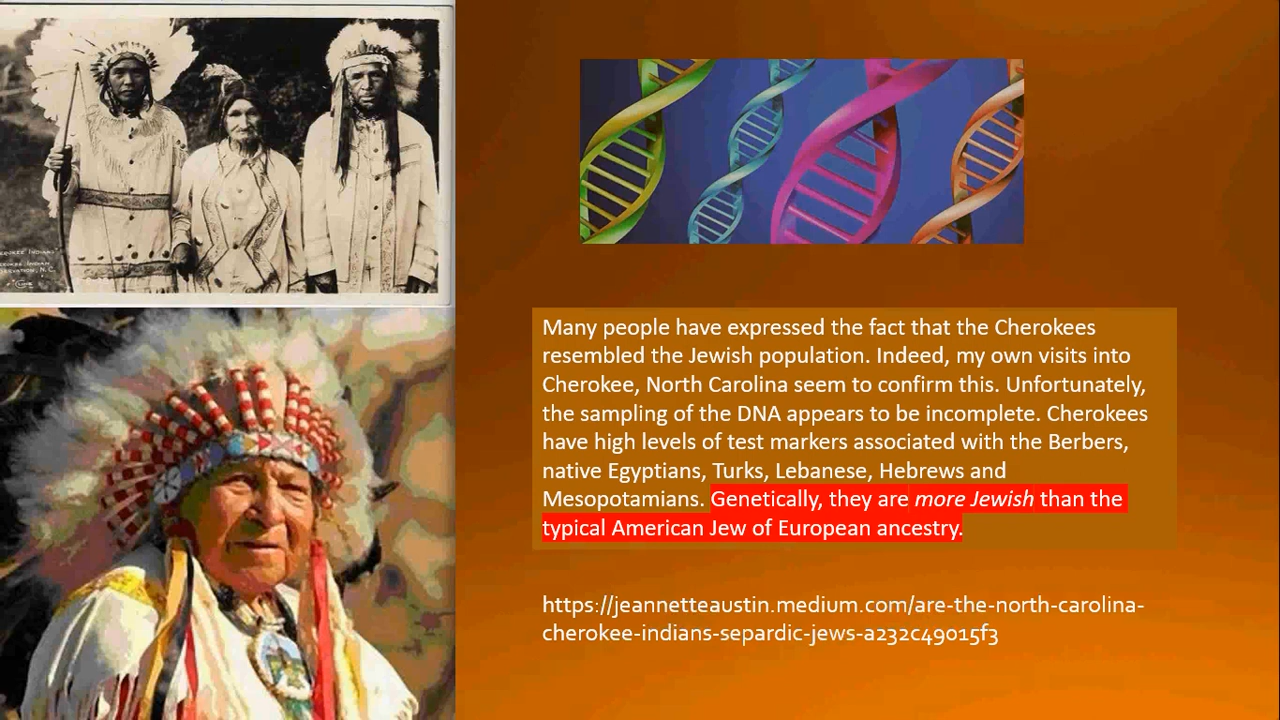 Many people have expressed the fact that the Cherokees
resembled the Jewish population. Indeed, my own visits into
Cherokee, North Carolina seem to confirm this. Unfortunately,
the sampling of the DNA appears to be incomplete. Cherokees
have high levels of test markers associated with the Berbers,
native Egyptians, Turks, Lebanese, Hebrews and
Mesopotamians. Genetically, they are more Jewish than the
typical American Jew of European ancestry.
https://jeannetteaustin.medium.com/are-the-north-carolina-
cherokee-indians-separdic-jews-a232c49015f3